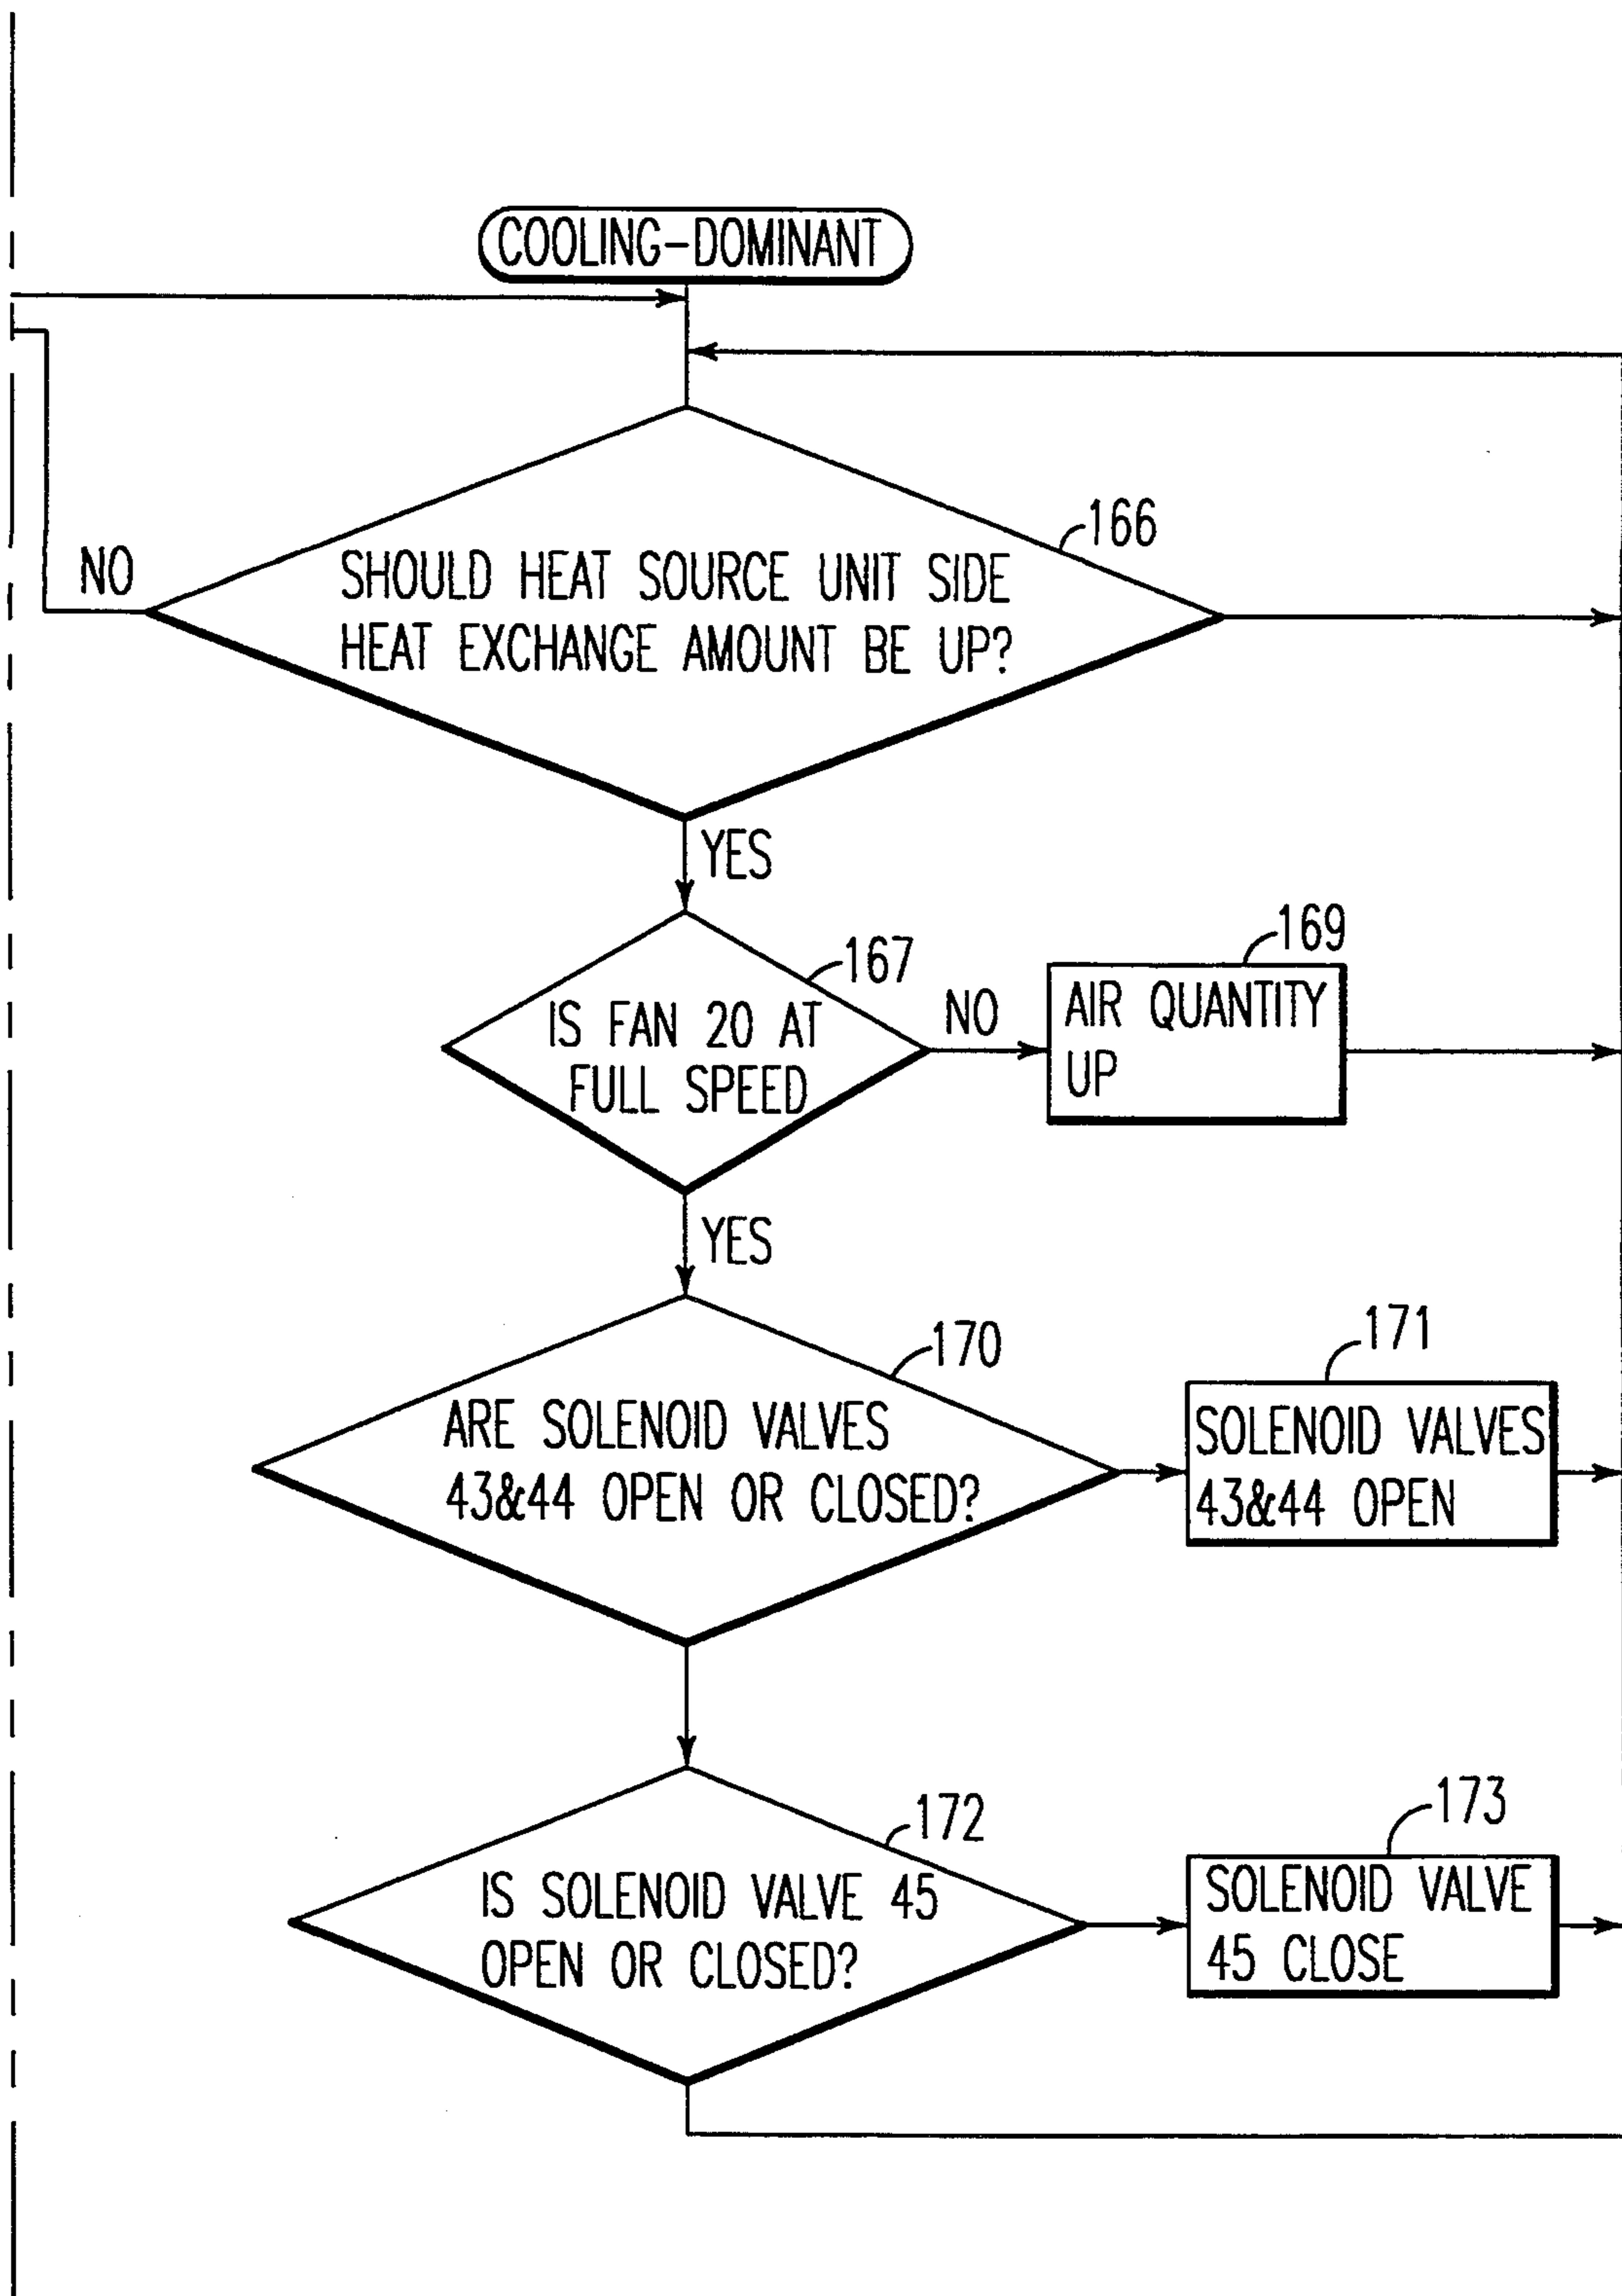 COOLING-DOMINANT
166
NO
SHOULD HEAT SOURCE UNIT SIDE
HEAT EXCHANGE AMOUNT BE UP?
YES
167
169
IS FAN 20 AT
FULL SPEED
NO
AIR QUANTITY
UP
YES
170
171
ARE SOLENOID VALVES
43&44 OPEN OR CLOSED?
SOLENOID VALVES
43&44 OPEN
172
173
IS SOLENOID VALVE 45
OPEN OR CLOSED?
SOLENOID VALVE
45 CLOSE